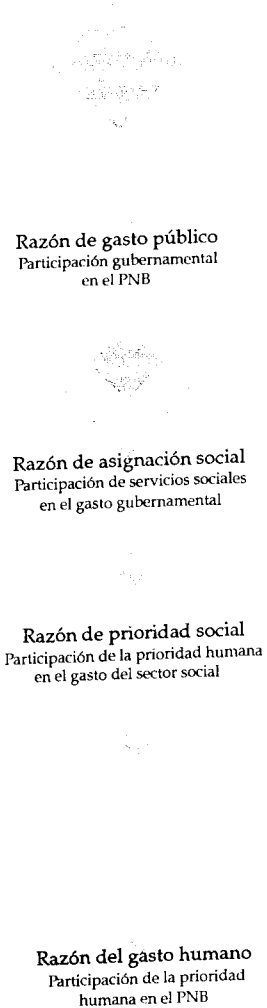 Razón de gasto público
Participación gubernamental
en el PNB
Razón de asignación social
Participación de servicios sociales
en el gasto gubernamental
Razón de prioridad social
Participación de la prioridad humana
en el gasto del sector social
Razón del gasto humano
Participación de la prioridad
humana en el PNB